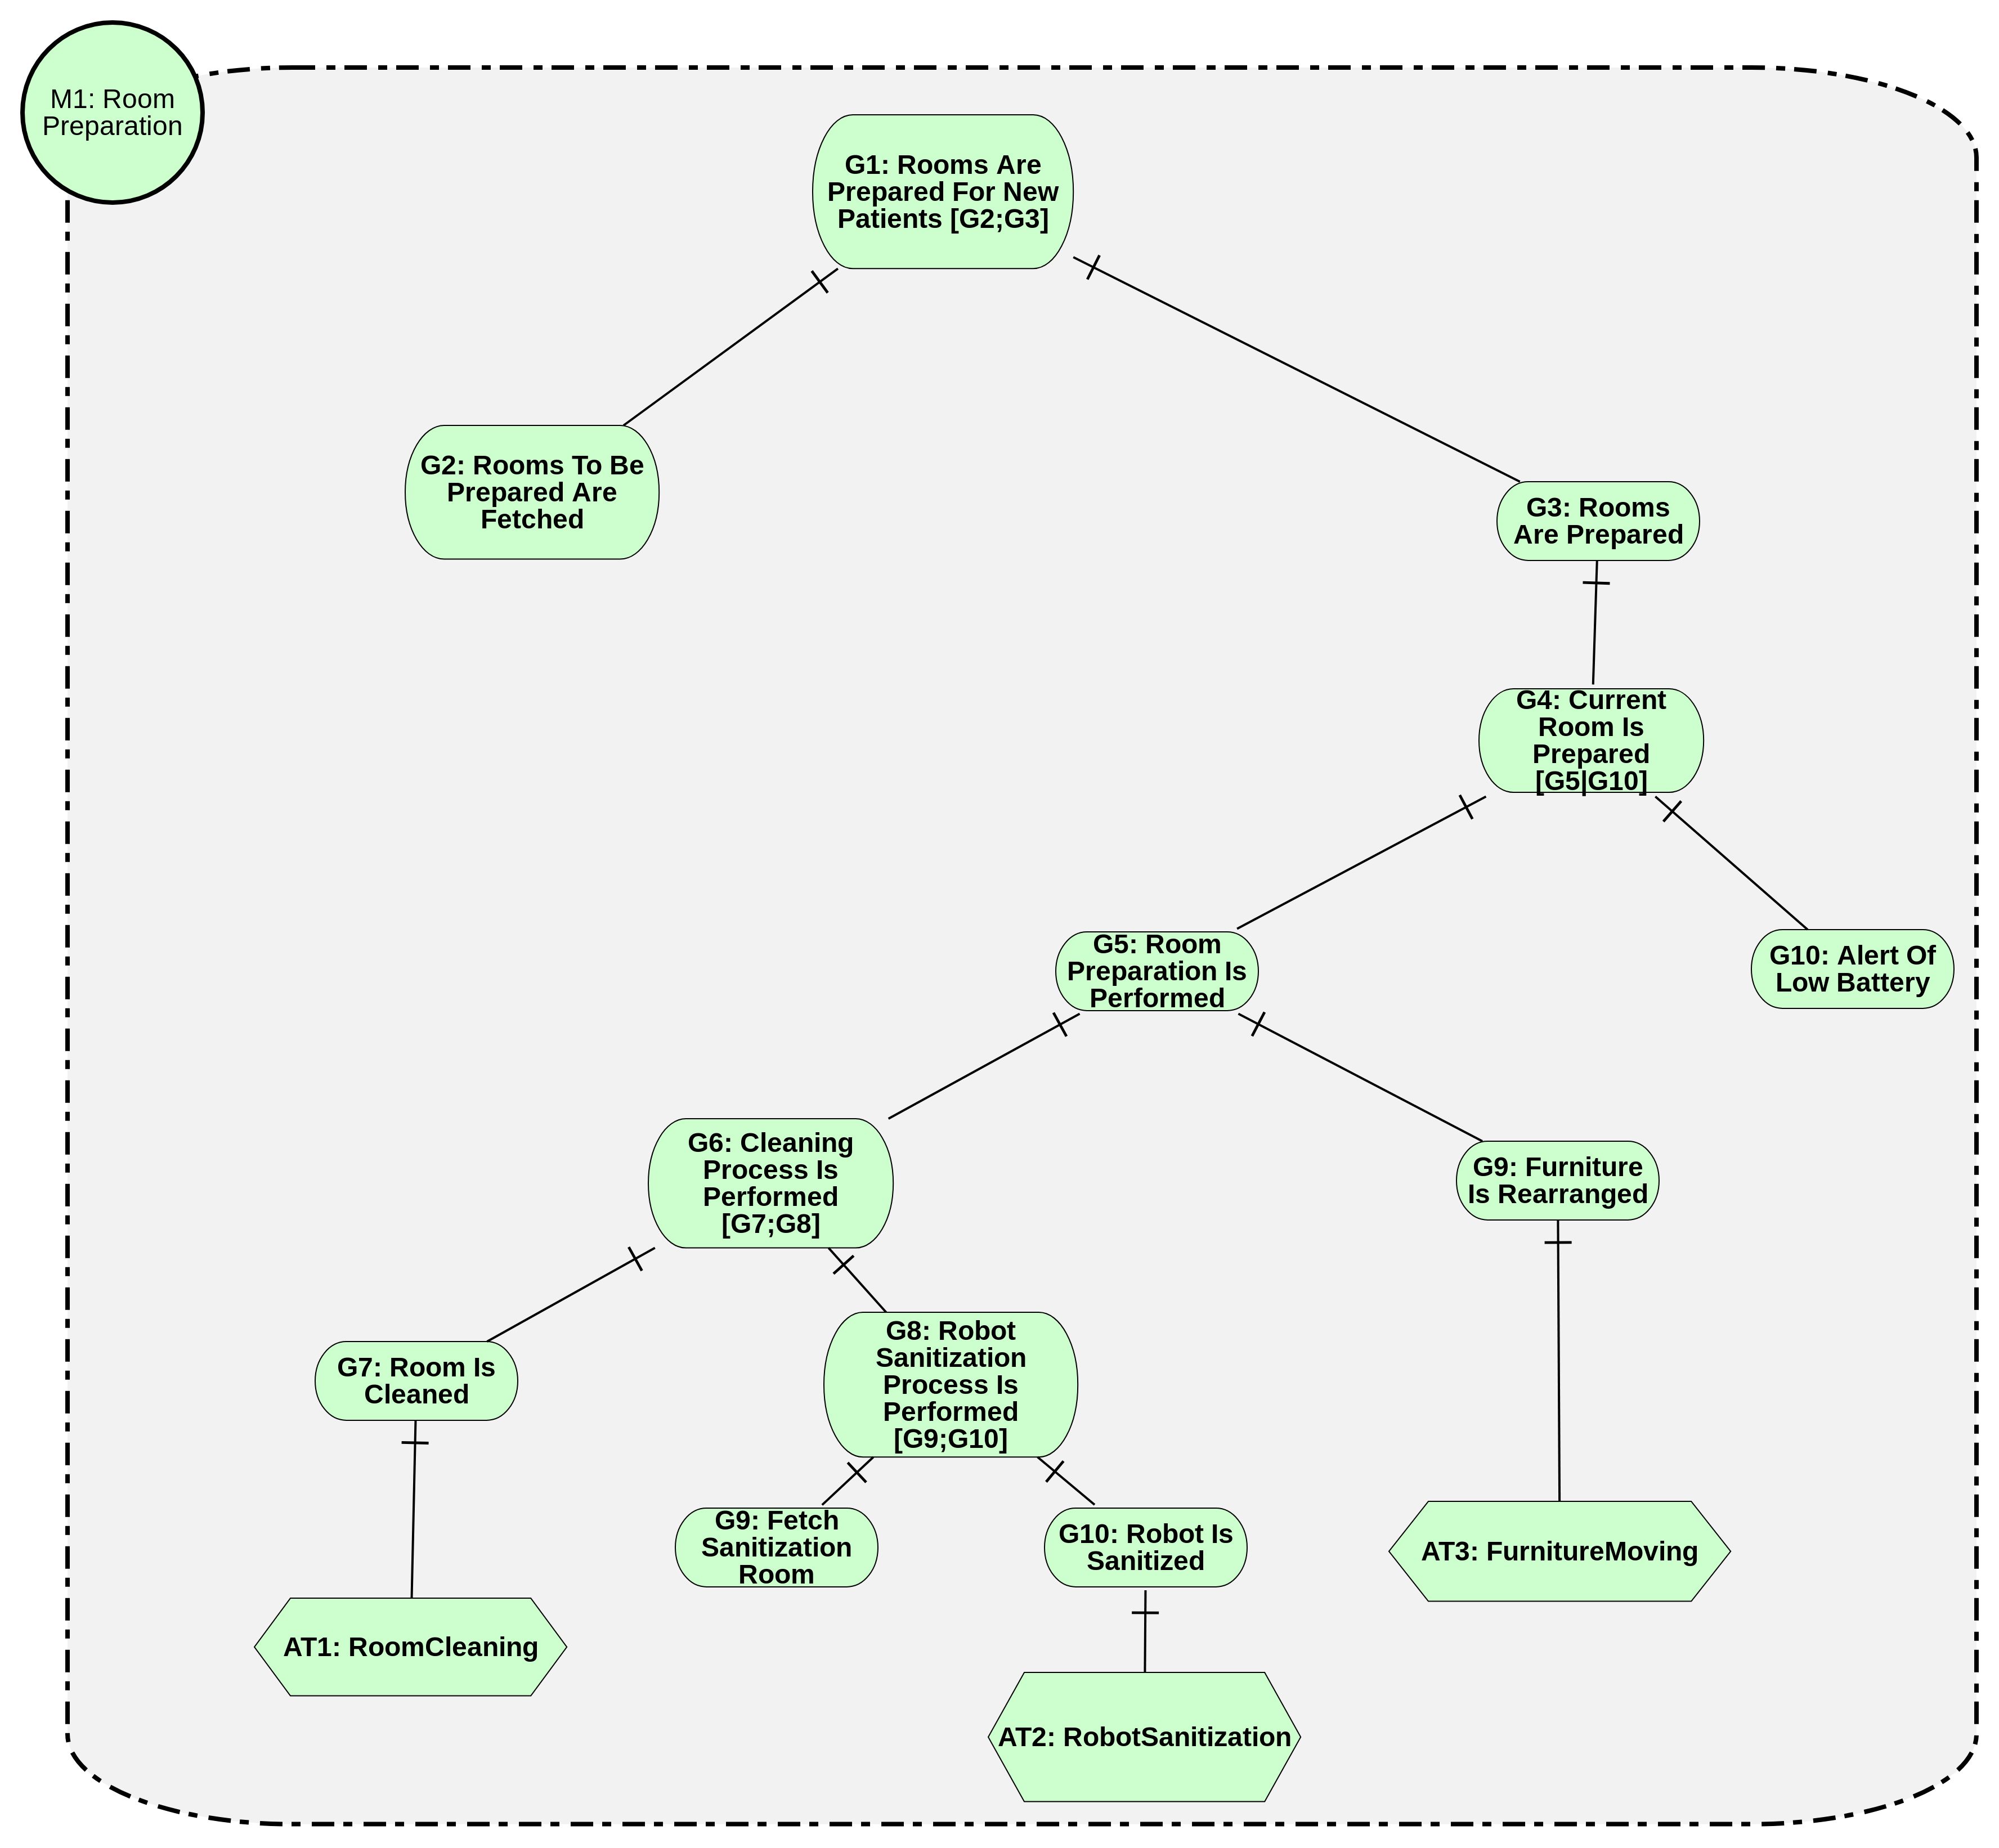 M1: Room
Preparation
G1: Rooms Are
Prepared For New
Patients [G2;G3]
G2: Rooms To Be
Prepared Are
Fetched
G3: Rooms
Are Prepared
G4: Current
Room Is
Prepared
[G5|G10]
G5: Room
Preparation Is
Performed
G10: Alert Of
Low Battery
G6: Cleaning
Process Is
Performed
[G7;G8]
G9: Furniture
Is Rearranged
G7: Room Is
Cleaned
G8: Robot
Sanitization
Process Is
Performed
[G9;G10]
G9: Fetch
Sanitization
Room
G10: Robot Is
Sanitized
AT3: FurnitureMoving
AT1: RoomCleaning
AT2: RobotSanitization